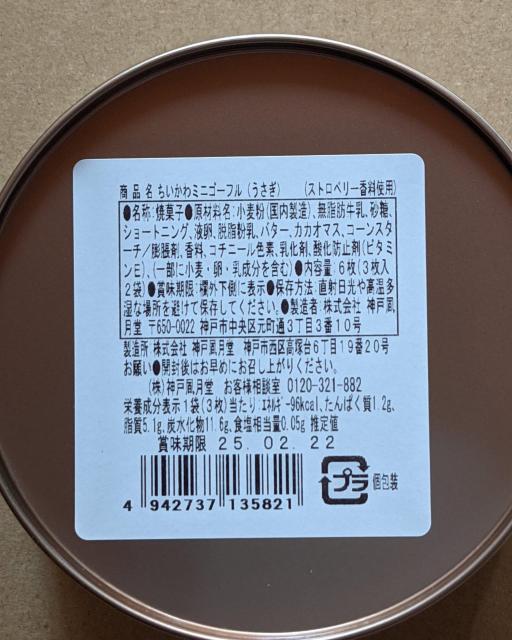 商品名 ちいかわミニゴーフル(うさぎ) (ストロベリー香料使用)
●名称:焼菓子●原材料名:小麦粉(国内製造)、無脂肪牛乳、砂糖、
ショートニング、液卵、脱脂粉乳、バター、カカオマス、コーンスタ
ーチ/膨脹剤、香料、コチニール色素、乳化剤、酸化防止剤(ビタミ
ンE)、(一部に小麦・卵・乳成分を含む)●内容量:6枚(3枚入
2袋)●賞味期限:欄外下側に表示●保存方法:直射日光や高温多
湿な場所を避けて保存してください。●製造者:株式会社 神戸風
月堂 〒650-0022 神戸市中央区元町通3丁目3番10号
製造所 株式会社 神戸風月堂 神戸市西区高塚台6丁目19番20号
お願い●開封後はお早めにお召し上がりください。
(株)神戸風月堂 お客様相談室 0120-321-882
栄養成分表示1袋(3枚)当たり:エネルギー96kcal、たんぱく質1.2g、
脂質5.1g、炭水化物11.6g、食塩相当量0.05g 推定値
賞味期限 25.02.22
プラ 個包装
4 942737 135821